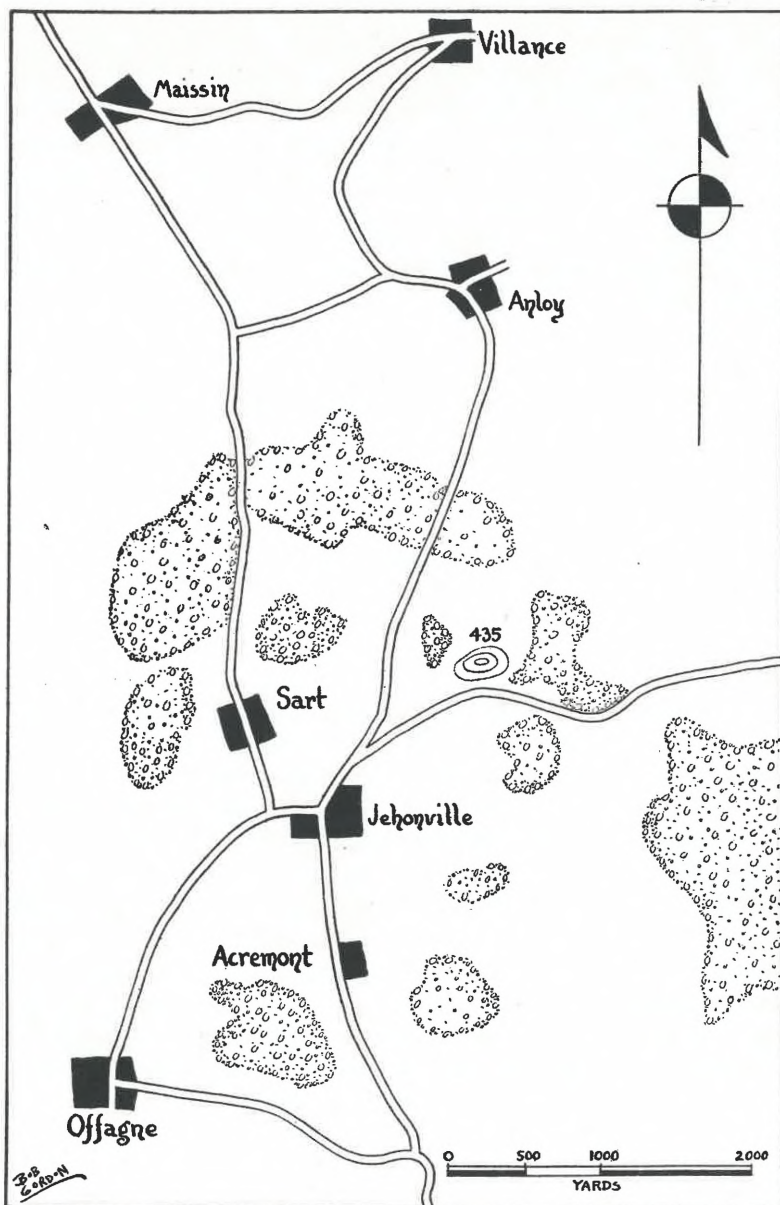 Villance
Maissin
Anloy
435
Sart
Jehonville
Acremont
Offagne
BOB
GORDON
0 500 1000 2000
YARDS